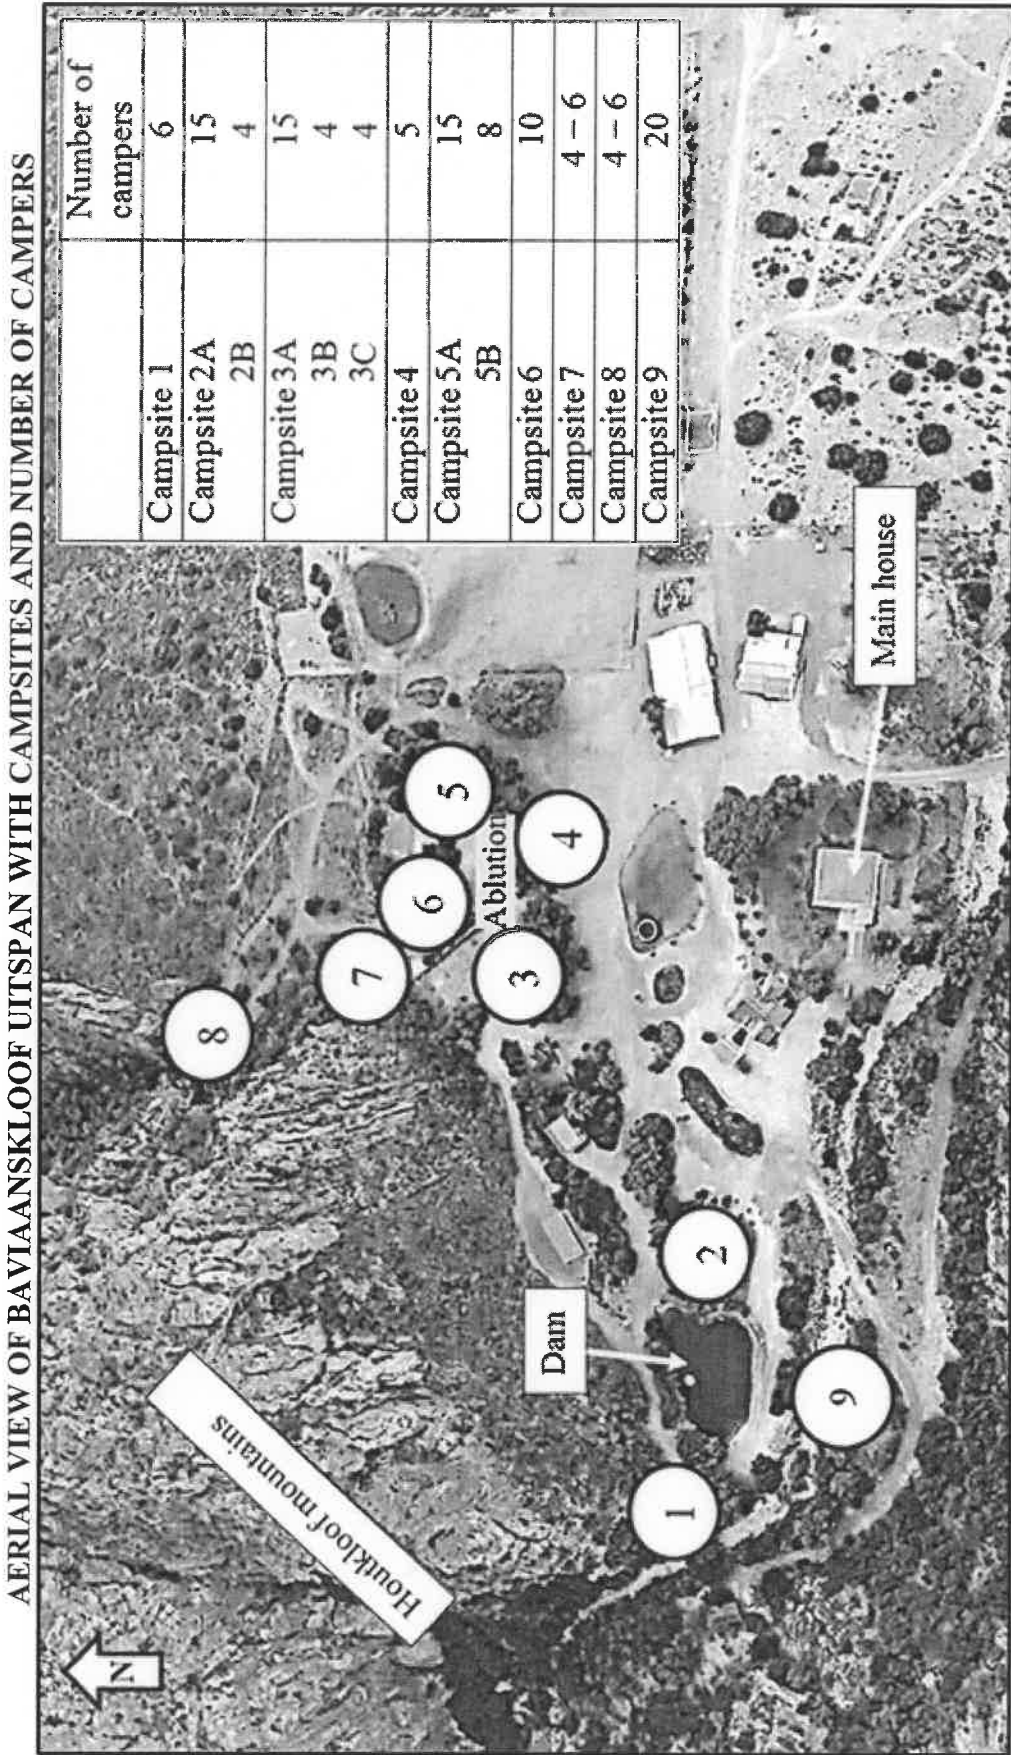 AERIAL VIEW OF BAVIAANSKLOOF UITSPAN WITH CAMPSITES AND NUMBER OF CAMPERS
N
Houtkloof mountains
Number of
campers
Campsite 1 6
Campsite 2A 15
2B 4
Campsite 3A 15
3B 4
3C 4
Campsite 4 5
Campsite 5A 15
5B 8
Campsite 6 10
Campsite 7 4 – 6
Campsite 8 4 – 6
Campsite 9 20
8
7
6
5
Ablution
3
4
Dam
1
2
9
Main house